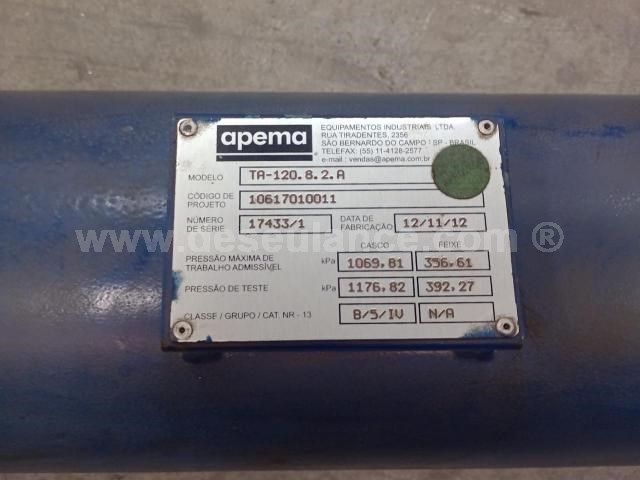 apema
EQUIPAMENTOS INDUSTRIAIS LTDA.
RUA TIRADENTES, 2356
SÃO BERNARDO DO CAMPO - SP - BRASIL
TELEFAX: (55) 11-4128-2577
e-mail : vendas@apema.com.br
MODELO TA-120.8.2.A
CÓDIGO DE PROJETO 10617010011
NÚMERO DE SÉRIE 17433/1 DATA DE FABRICAÇÃO 12/11/12
CASCO FEIXE
PRESSÃO MÁXIMA DE TRABALHO ADMISSÍVEL kPa 1069,81 356,61
PRESSÃO DE TESTE kPa 1176,82 392,27
CLASSE / GRUPO / CAT. NR - 13 B/5/IV N/A